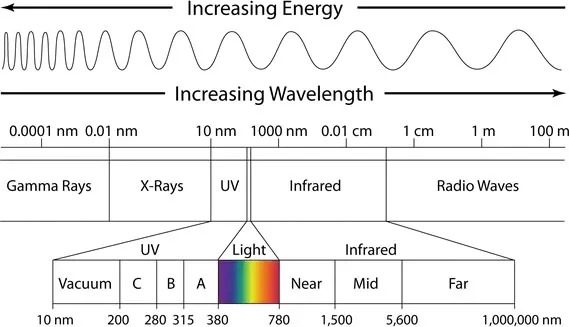 Increasing Energy
Increasing Wavelength
0.0001 nm 0.01 nm 10 nm 1000 nm 0.01 cm 1 cm 1 m 100 m
Gamma Rays X-Rays UV Infrared Radio Waves
UV Light Infrared
Vacuum C B A Near Mid Far
10 nm 200 280 315 380 780 1,500 5,600 1,000,000 nm